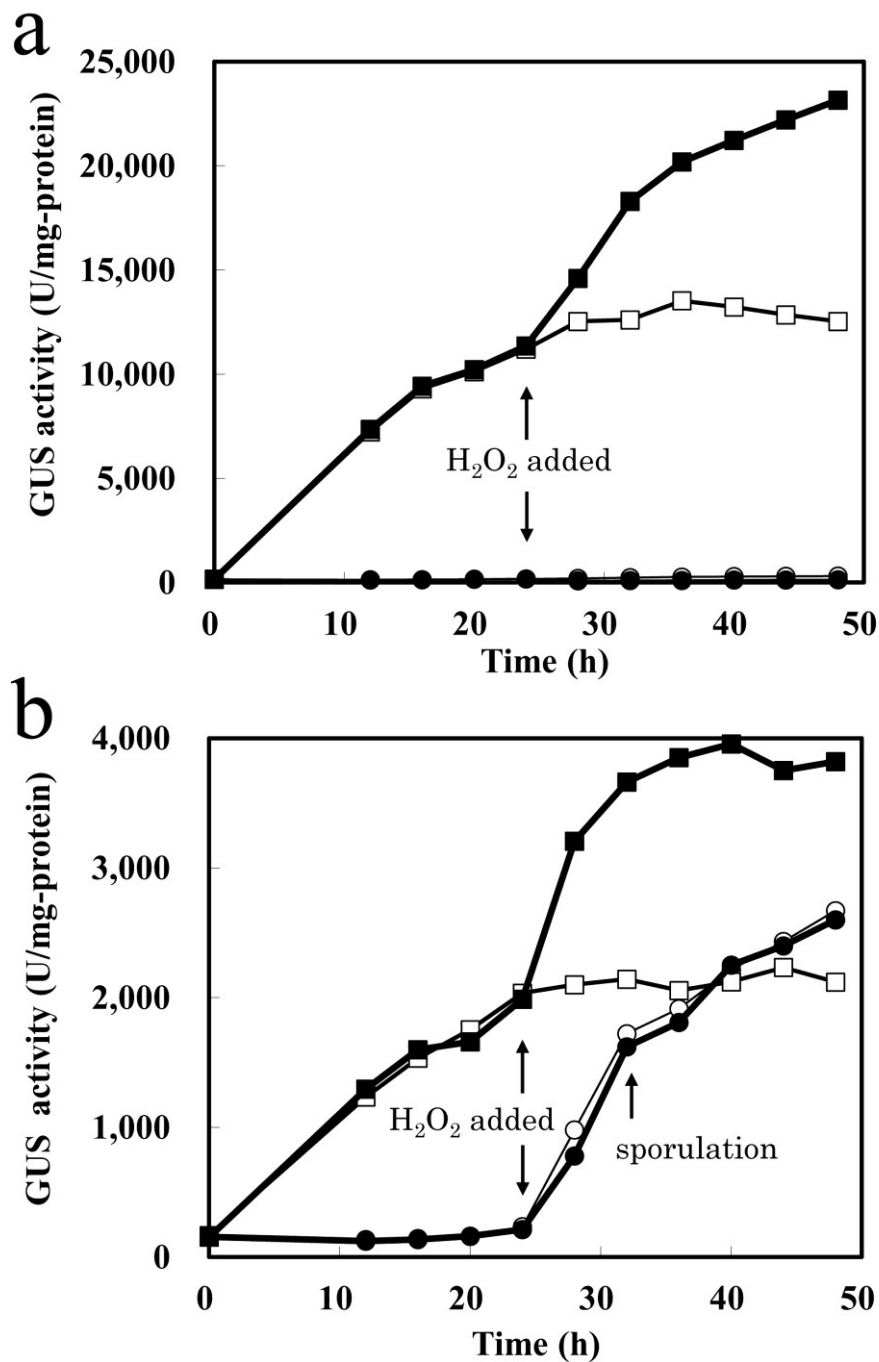 a
25,000
20,000
15,000
10,000
5,000
0
GUS activity (U/mg-protein)
H₂O₂ added
0 10 20 30 40 50
Time (h)
b
4,000
3,000
2,000
1,000
0
GUS activity (U/mg-protein)
H₂O₂ added
sporulation
0 10 20 30 40 50
Time (h)